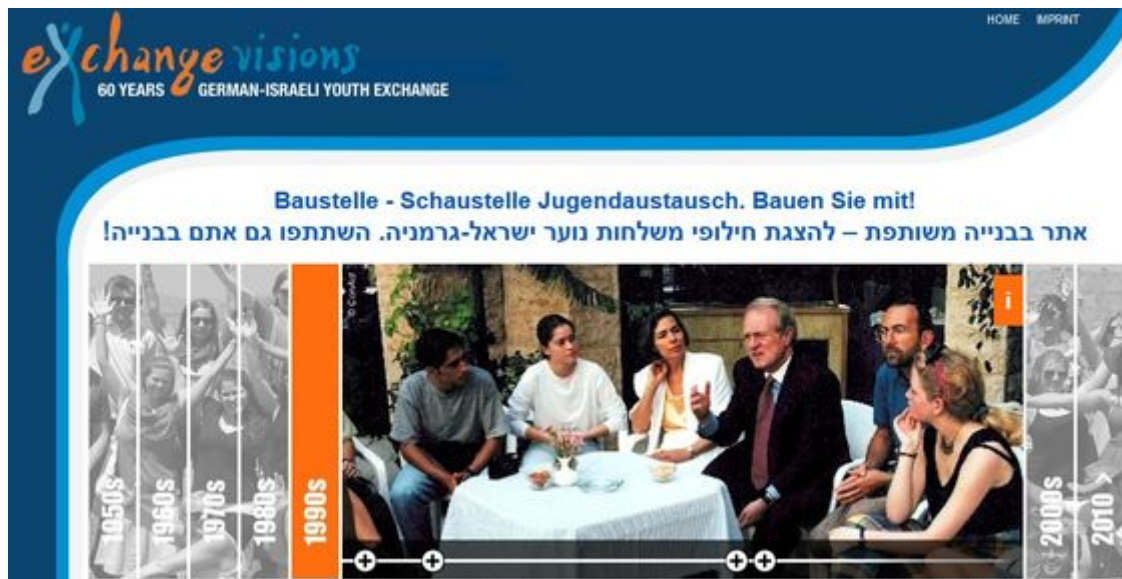 HOME IMPRINT
exchange visions
60 YEARS GERMAN-ISRAELI YOUTH EXCHANGE
Baustelle - Schaustelle Jugendaustausch. Bauen Sie mit!
אתר בבנייה משותפת – להצגת חילופי משלחות נוער ישראל-גרמניה. השתתפו גם אתם בבנייה!
© ConAct
i
1950s
1960s
1970s
1980s
1990s
2000s
2010 >